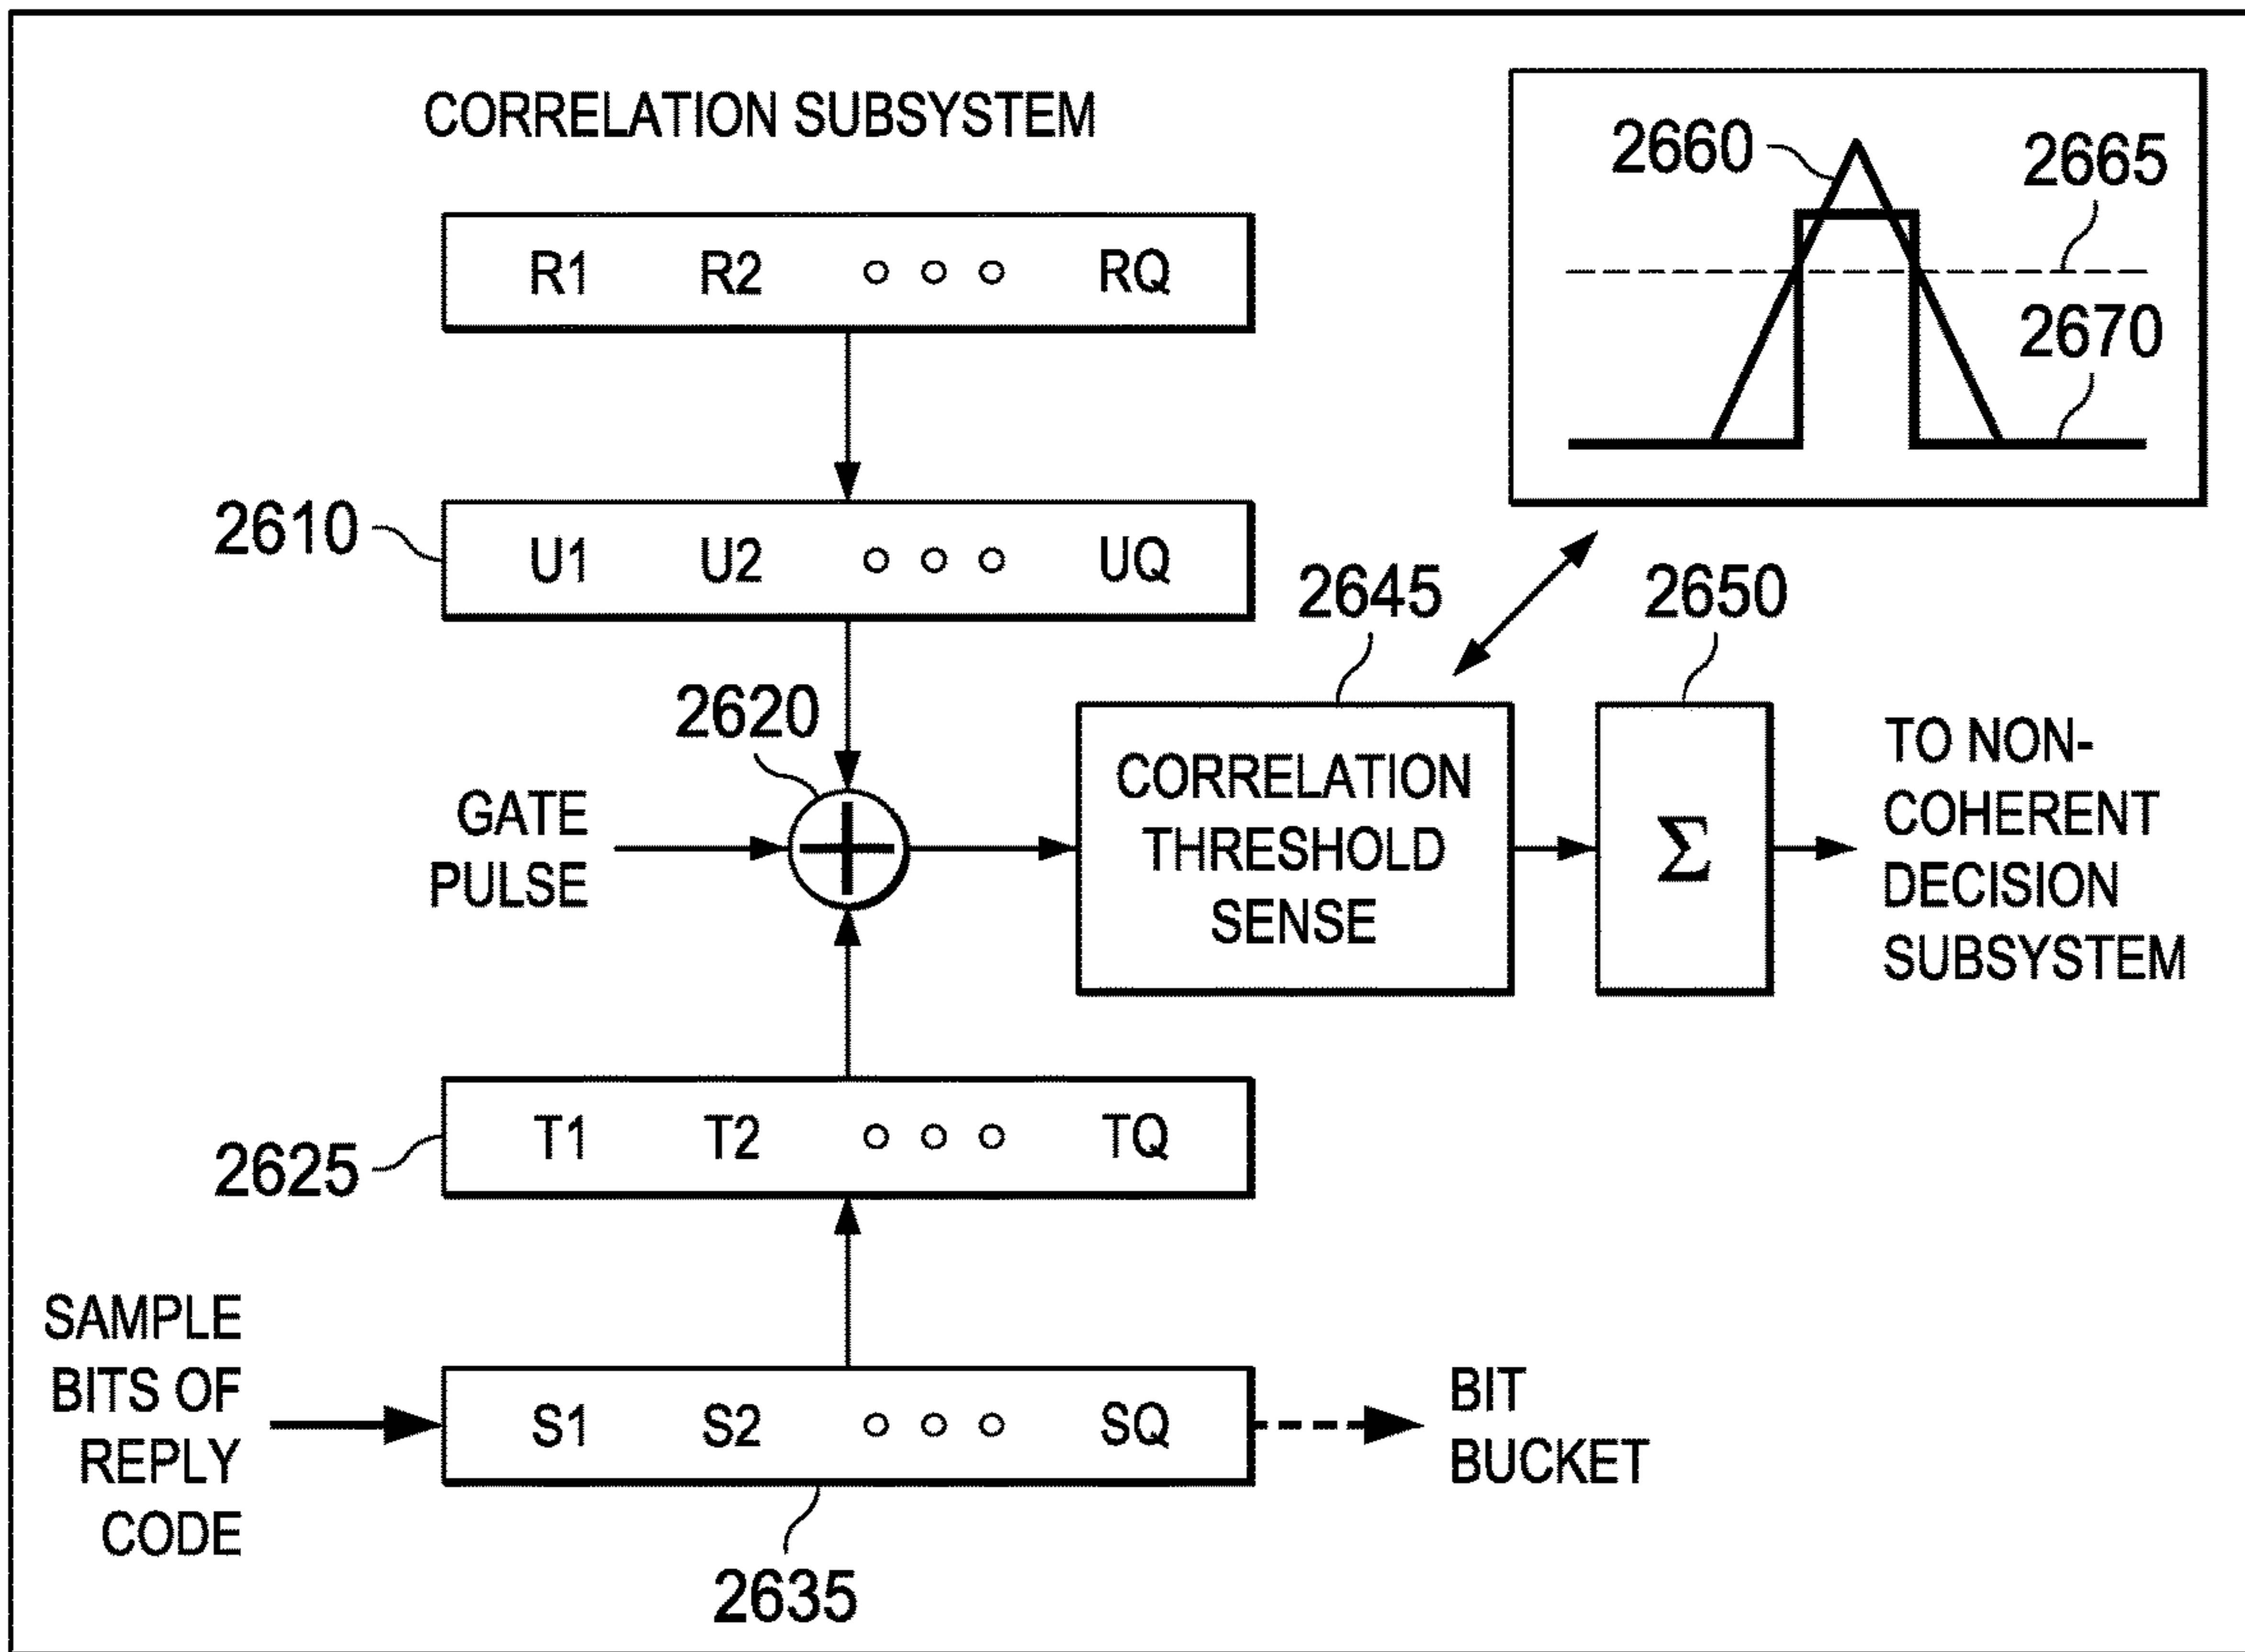 CORRELATION SUBSYSTEM
R1 R2 ○ ○ ○ RQ
2660
2665
2670
2610
U1 U2 ○ ○ ○ UQ
2620
2645
2650
GATE
PULSE
CORRELATION
THRESHOLD
SENSE
Σ
TO NON-
COHERENT
DECISION
SUBSYSTEM
2625
T1 T2 ○ ○ ○ TQ
SAMPLE
BITS OF
REPLY
CODE
S1 S2 ○ ○ ○ SQ
BIT
BUCKET
2635